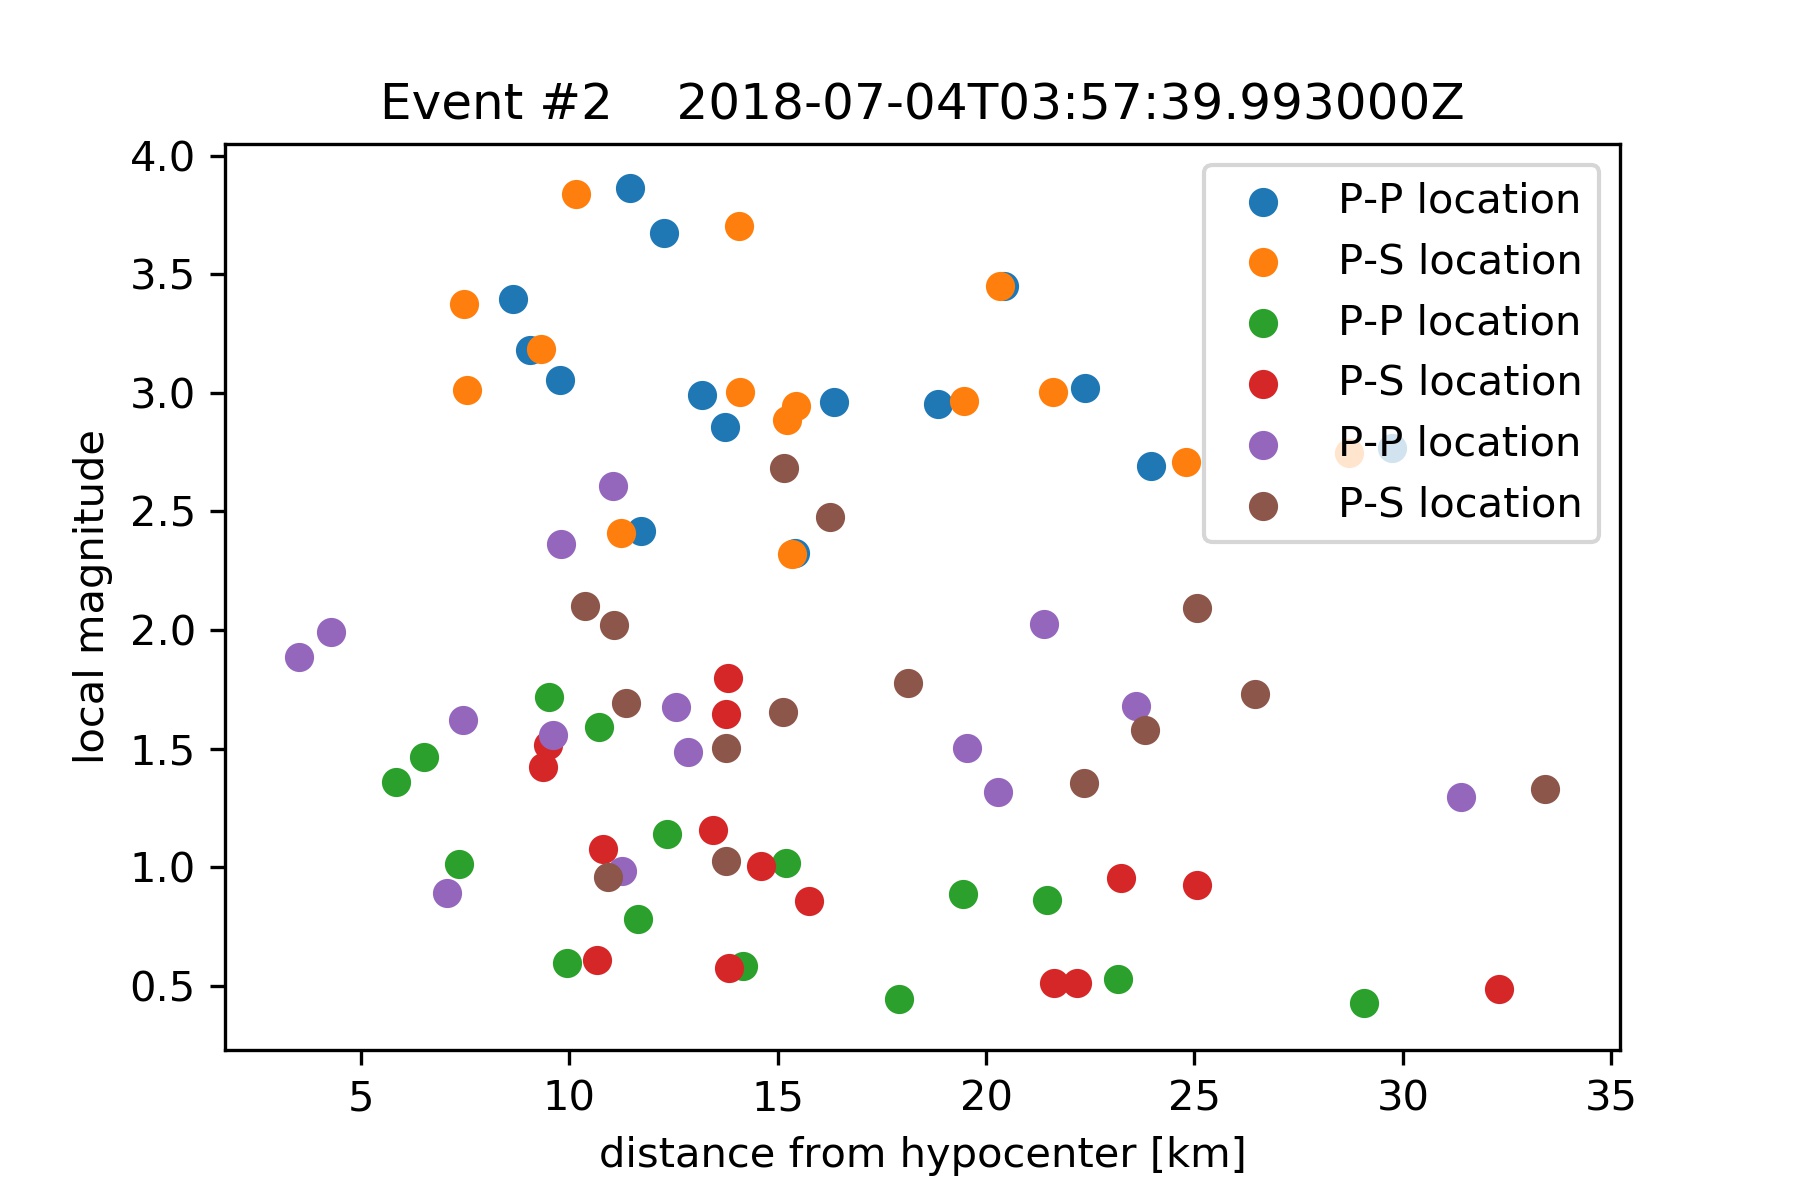 Event #2    2018-07-04T03:57:39.993000Z
4.0
3.5
3.0
2.5
2.0
1.5
1.0
0.5
local magnitude
P-P location
P-S location
P-P location
P-S location
P-P location
P-S location
5 10 15 20 25 30 35
distance from hypocenter [km]